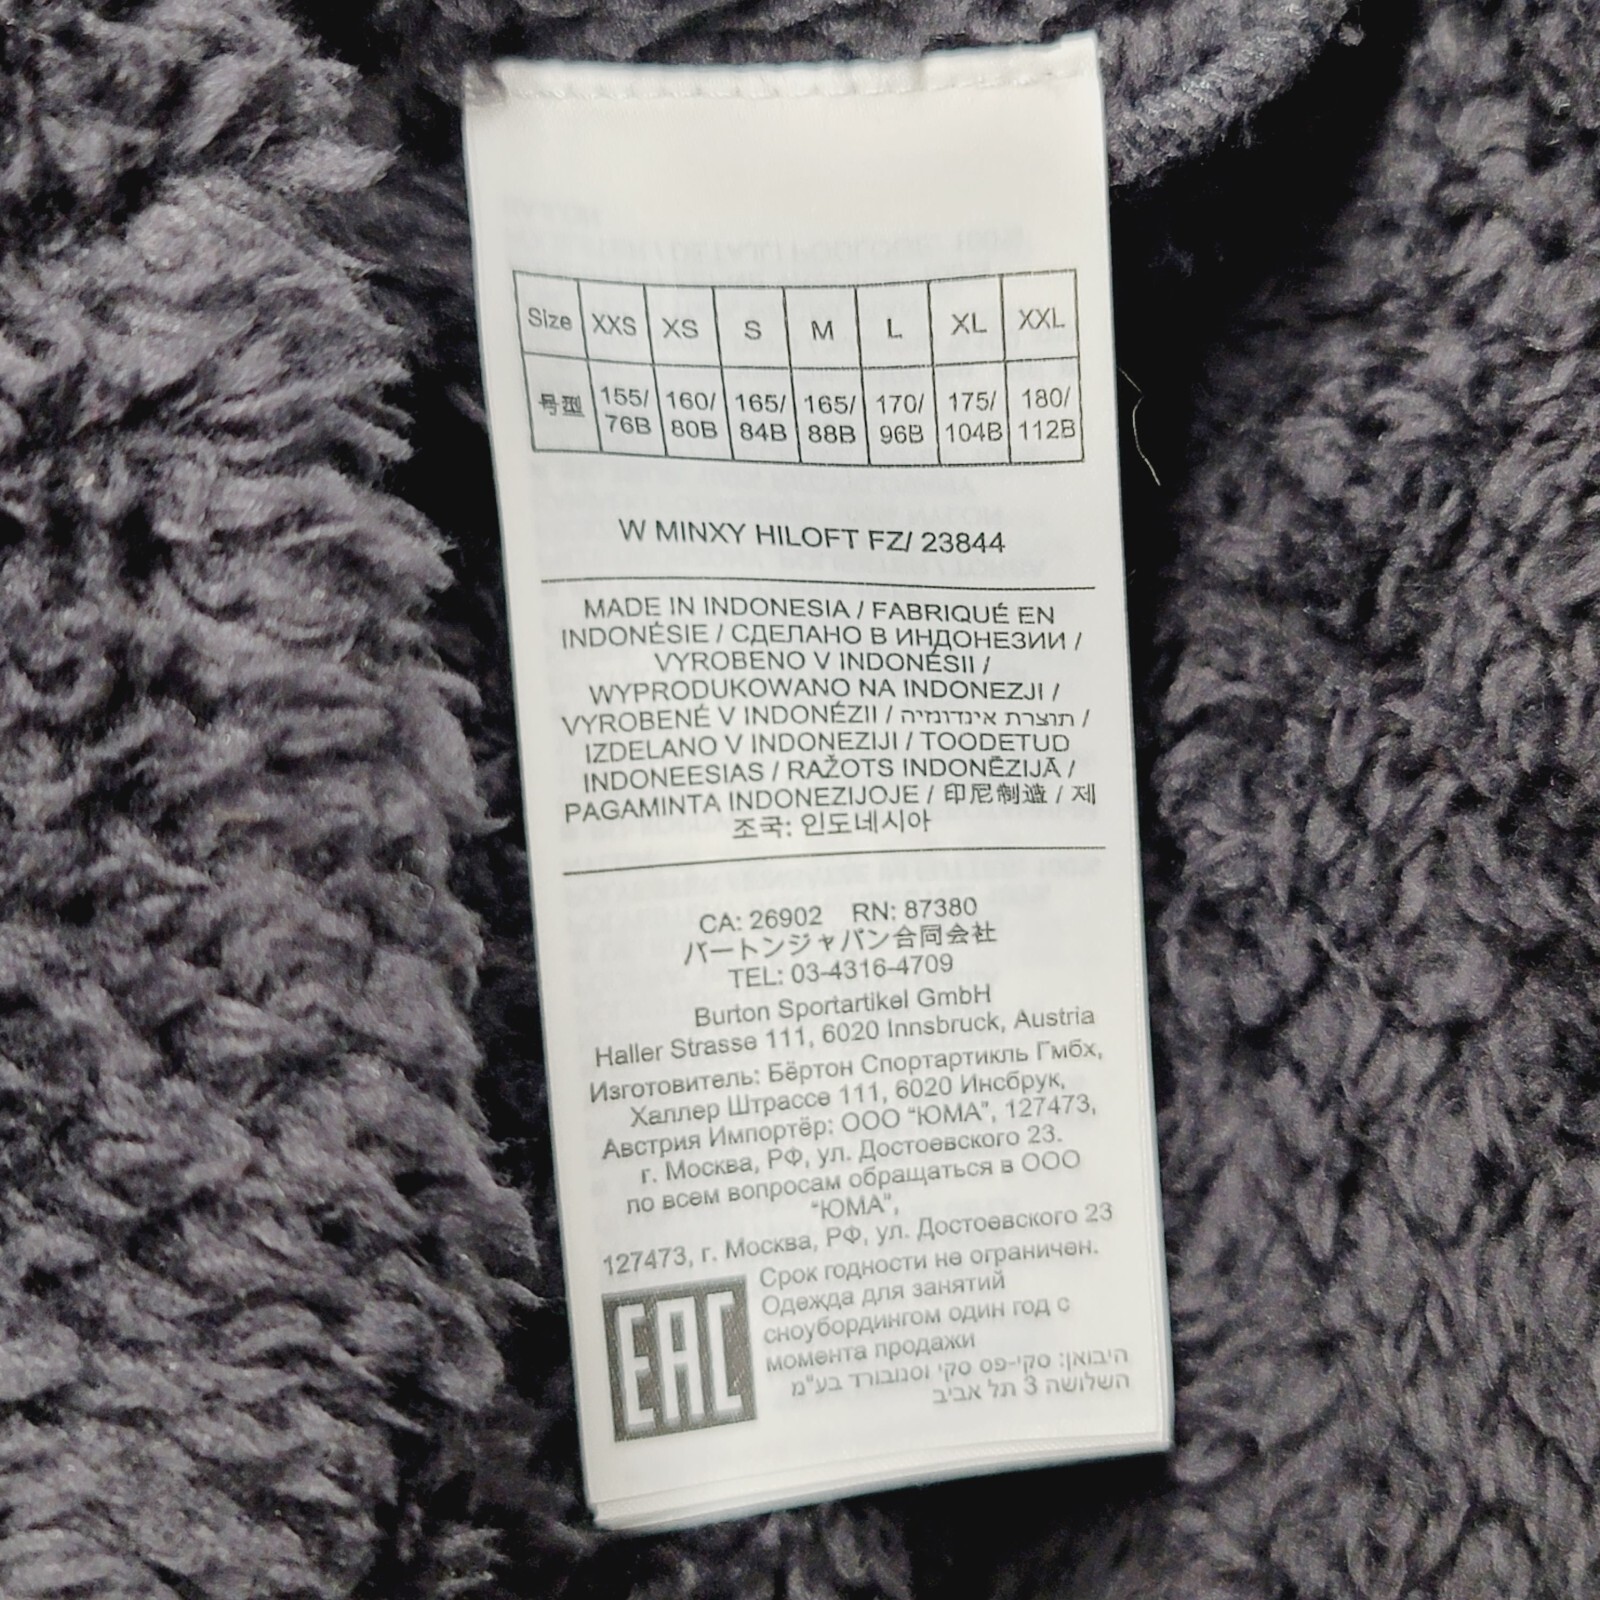 Size XXS XS S M L XL XXL
号型 155/76B 160/80B 165/84B 165/88B 170/96B 175/104B 180/112B
W MINXY HILOFT FZ/ 23844
MADE IN INDONESIA / FABRIQUÉ EN
INDONÉSIE / СДЕЛАНО В ИНДОНЕЗИИ /
VYROBENO V INDONÉSII /
WYPRODUKOWANO NA INDONEZJI /
VYROBENÉ V INDONÉZII / תוצרת אינדונזיה /
IZDELANO V INDONEZIJI / TOODETUD
INDONEESIAS / RAŽOTS INDONĒZIJĀ /
PAGAMINTA INDONEZIJOJE / 印尼制造 / 제
조국: 인도네시아
CA: 26902 RN: 87380
バートンジャパン合同会社
TEL: 03-4316-4709
Burton Sportartikel GmbH
Haller Strasse 111, 6020 Innsbruck, Austria
Изготовитель: Бёртон Спортартикль Гмбх,
Халлер Штрассе 111, 6020 Инсбрук,
Австрия Импортёр: ООО "ЮМА", 127473,
г. Москва, РФ, ул. Достоевского 23.
по всем вопросам обращаться в ООО
"ЮМА",
127473, г. Москва, РФ, ул. Достоевского 23
Срок годности не ограничен.
Одежда для занятий
сноубордингом один год с
момента продажи
היבואן: סקי-פס סקי וסנובורד בע"מ
השלושה 3 תל אביב
EAC